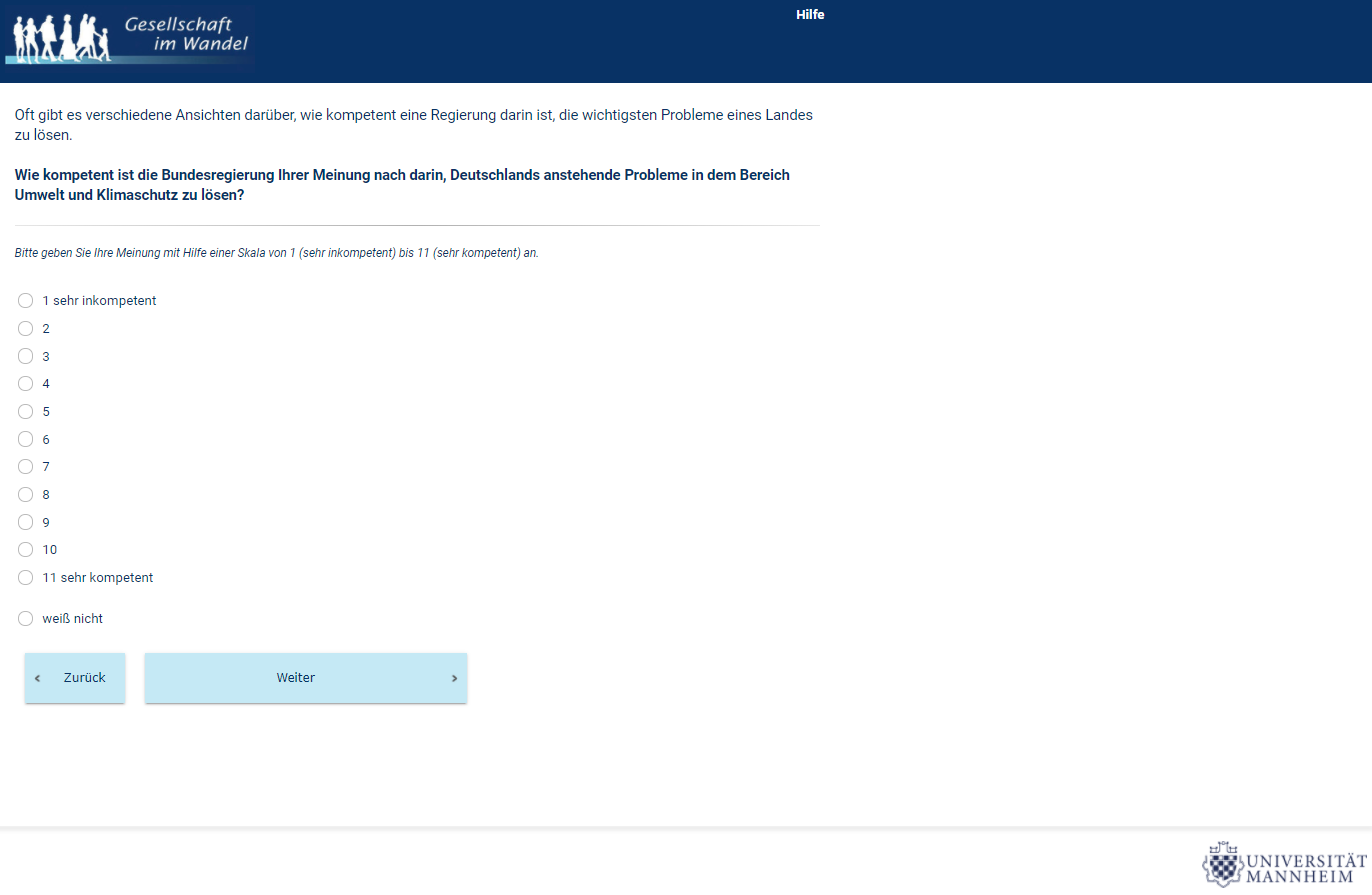 Gesellschaft
im Wandel
Hilfe
Oft gibt es verschiedene Ansichten darüber, wie kompetent eine Regierung darin ist, die wichtigsten Probleme eines Landes
zu lösen.
Wie kompetent ist die Bundesregierung Ihrer Meinung nach darin, Deutschlands anstehende Probleme in dem Bereich
Umwelt und Klimaschutz zu lösen?
Bitte geben Sie Ihre Meinung mit Hilfe einer Skala von 1 (sehr inkompetent) bis 11 (sehr kompetent) an.
1 sehr inkompetent
2
3
4
5
6
7
8
9
10
11 sehr kompetent
weiß nicht
‹ Zurück
Weiter ›
UNIVERSITÄT
MANNHEIM